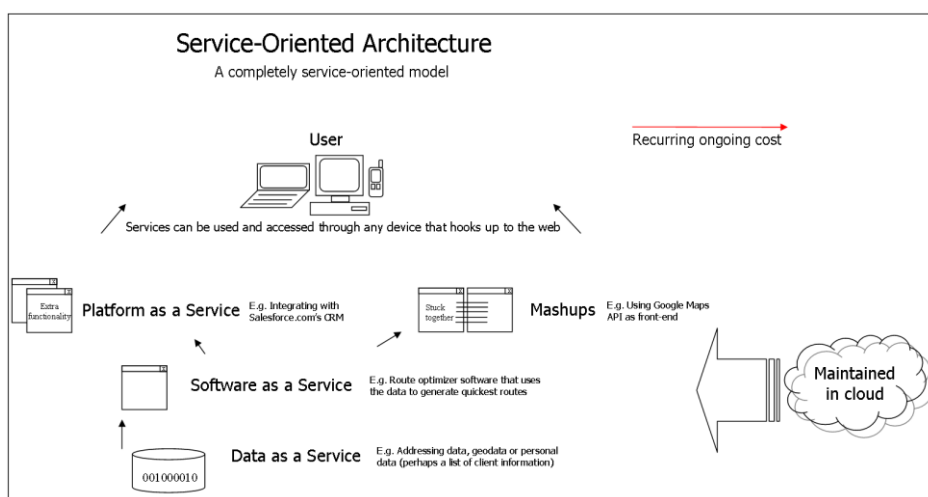 Service-Oriented Architecture
A completely service-oriented model
User
Recurring ongoing cost
Services can be used and accessed through any device that hooks up to the web
Extra
functionality
Platform as a Service
E.g. Integrating with
Salesforce.com's CRM
Stuck
together
Mashups
E.g. Using Google Maps
API as front-end
Maintained
in cloud
Software as a Service
E.g. Route optimizer software that uses
the data to generate quickest routes
001000010
Data as a Service
E.g. Addressing data, geodata or personal
data (perhaps a list of client information)